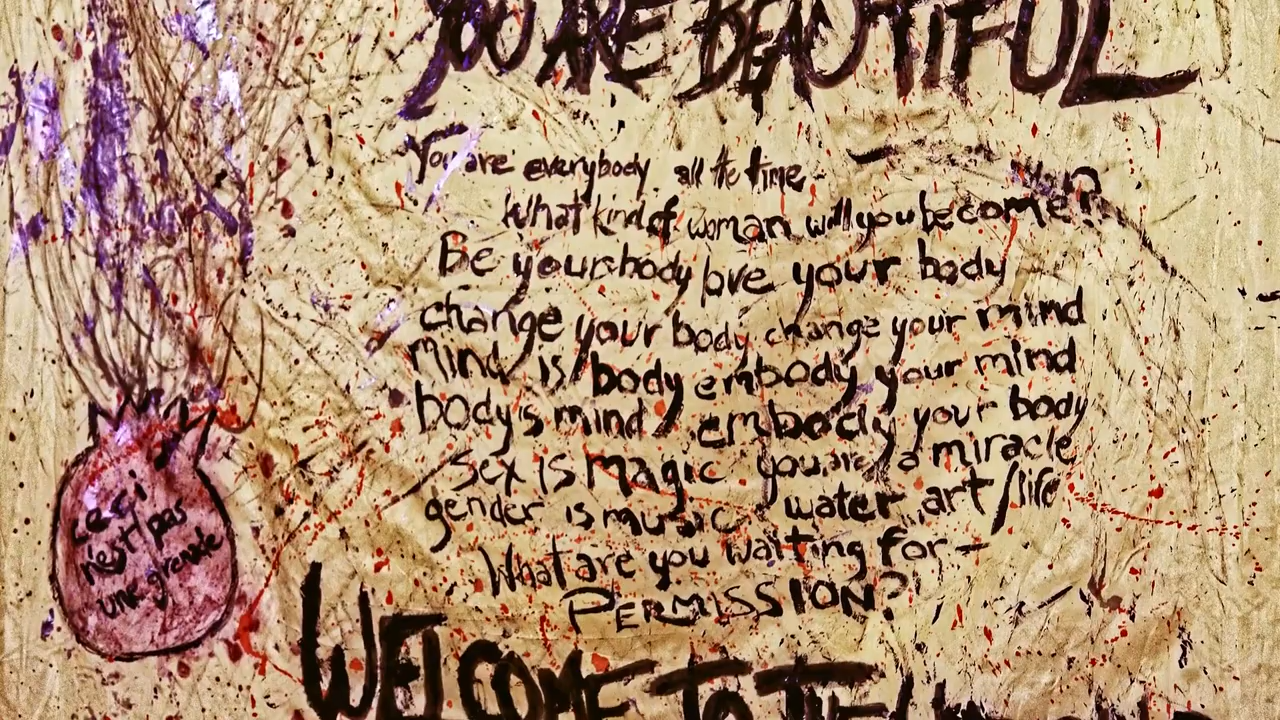 YOU ARE BEAUTIFUL
You are everybody all the time -
What kind of woman will you become?
Be your body love your body
change your body change your mind
Mind is body embody your mind
body is mind embody your body
sex is magic you are a miracle
gender is music water art/life
What are you waiting for -
PERMISSION?
WELCOME TO THE
ceci
n'est pas
une grenade